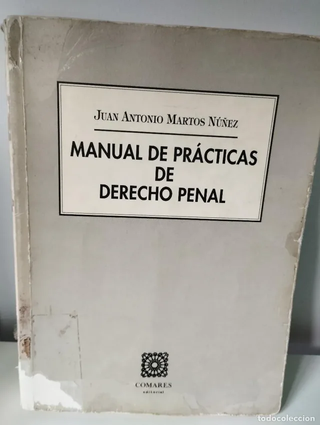 JUAN ANTONIO MARTOS NÚÑEZ
MANUAL DE PRÁCTICAS
DE
DERECHO PENAL
COMARES
editorial
todocoleccion